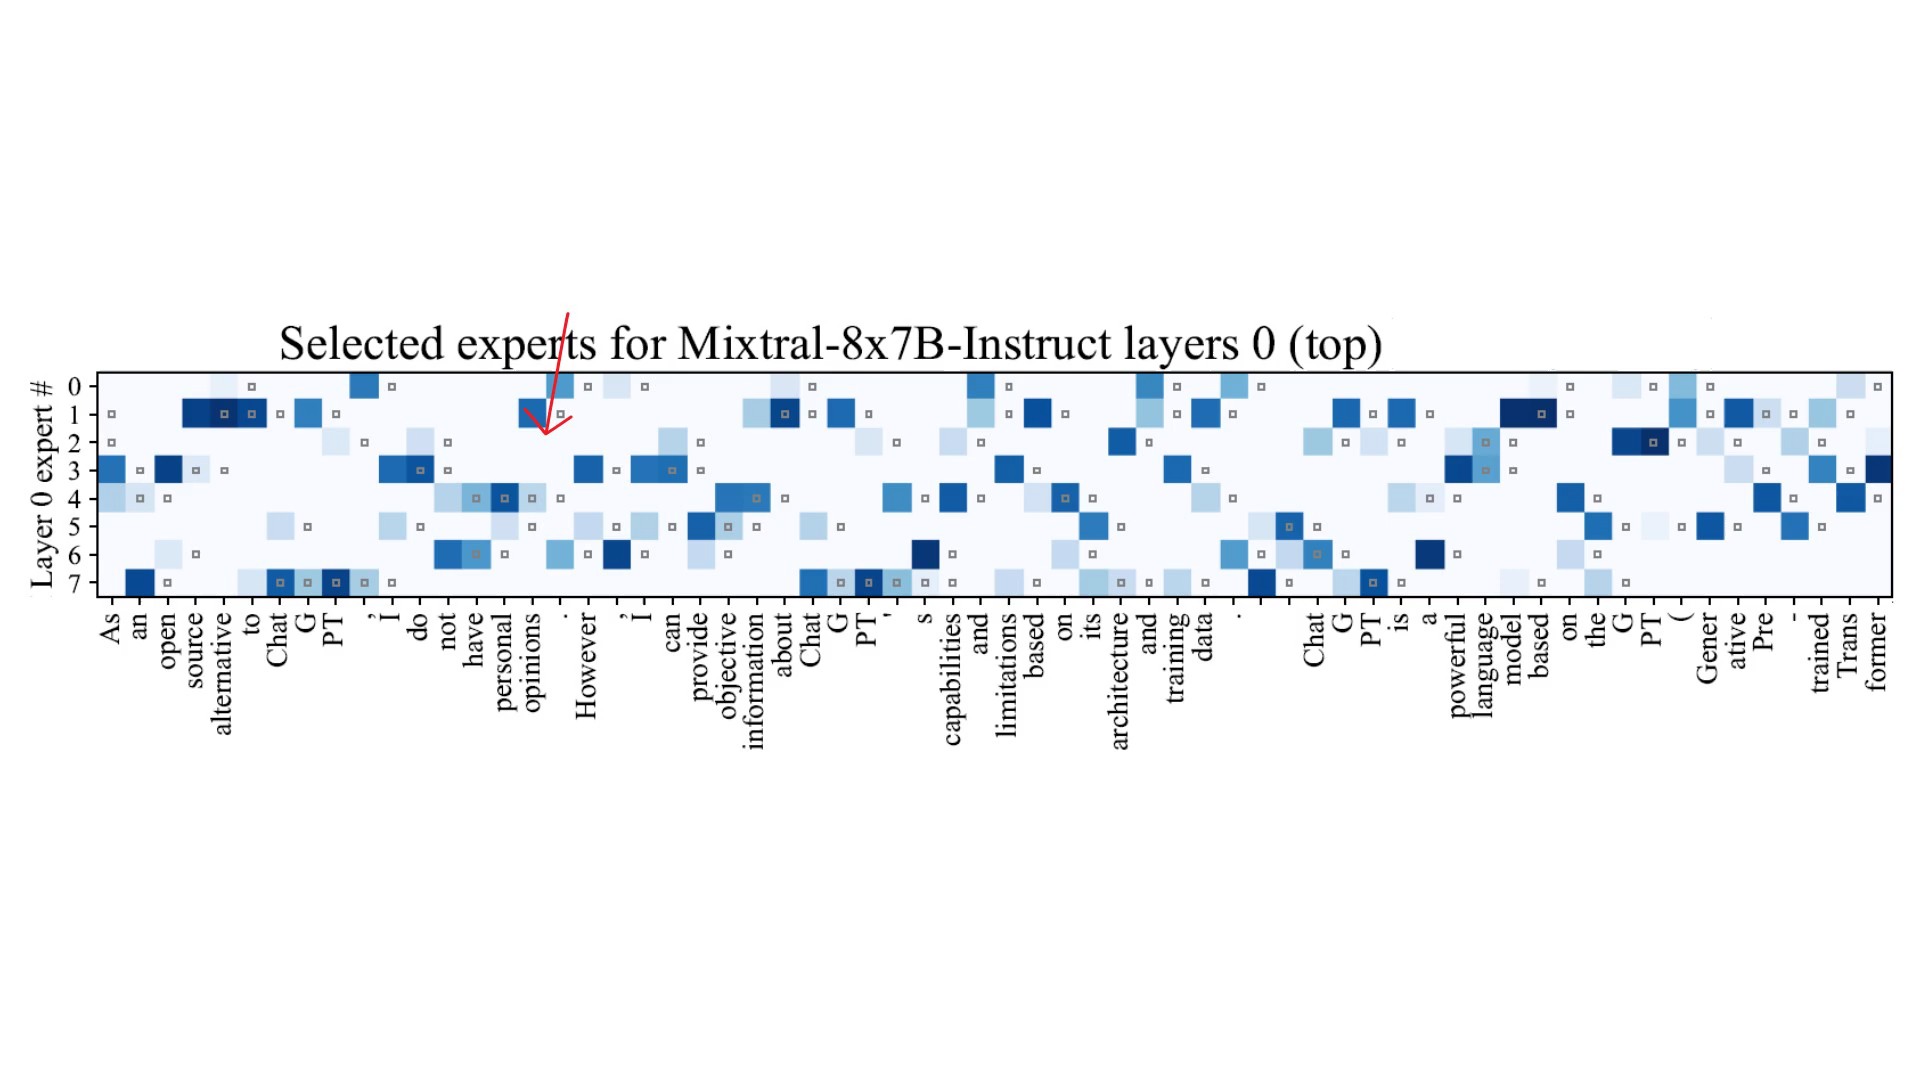 Selected experts for Mixtral-8x7B-Instruct layers 0 (top)
Layer 0 expert #
0
1
2
3
4
5
6
7
As an open source alternative to Chat G PT , I do not have personal opinions . However , I can provide objective information about Chat G PT ' s capabilities and limitations based on its architecture and training data . Chat G PT is a powerful language model based on the G PT ( Gener ative Pre - trained Trans former